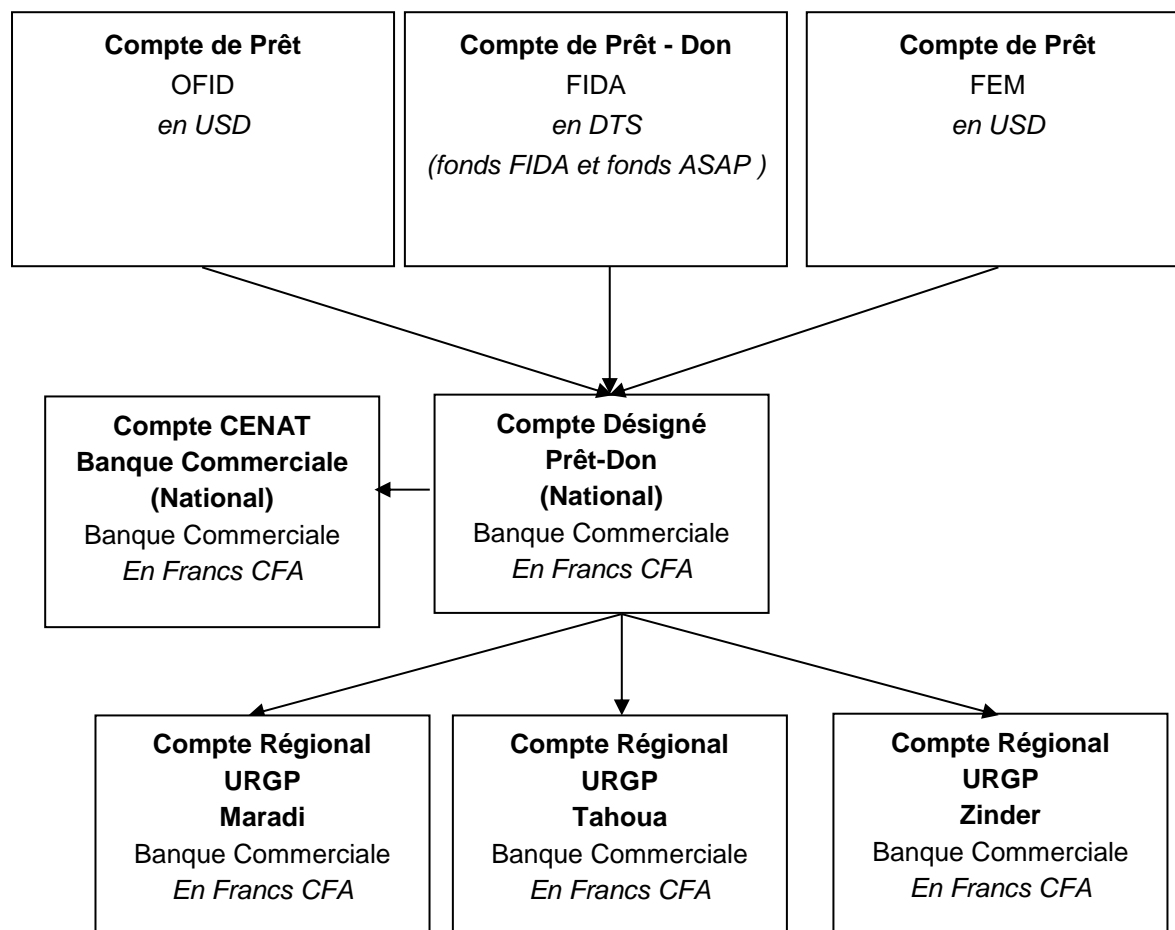 Compte de Prêt
OFID
en USD
Compte de Prêt - Don
FIDA
en DTS
(fonds FIDA et fonds ASAP )
Compte de Prêt
FEM
en USD
Compte CENAT
Banque Commerciale
(National)
Banque Commerciale
En Francs CFA
Compte Désigné
Prêt-Don
(National)
Banque Commerciale
En Francs CFA
Compte Régional
URGP
Maradi
Banque Commerciale
En Francs CFA
Compte Régional
URGP
Tahoua
Banque Commerciale
En Francs CFA
Compte Régional
URGP
Zinder
Banque Commerciale
En Francs CFA